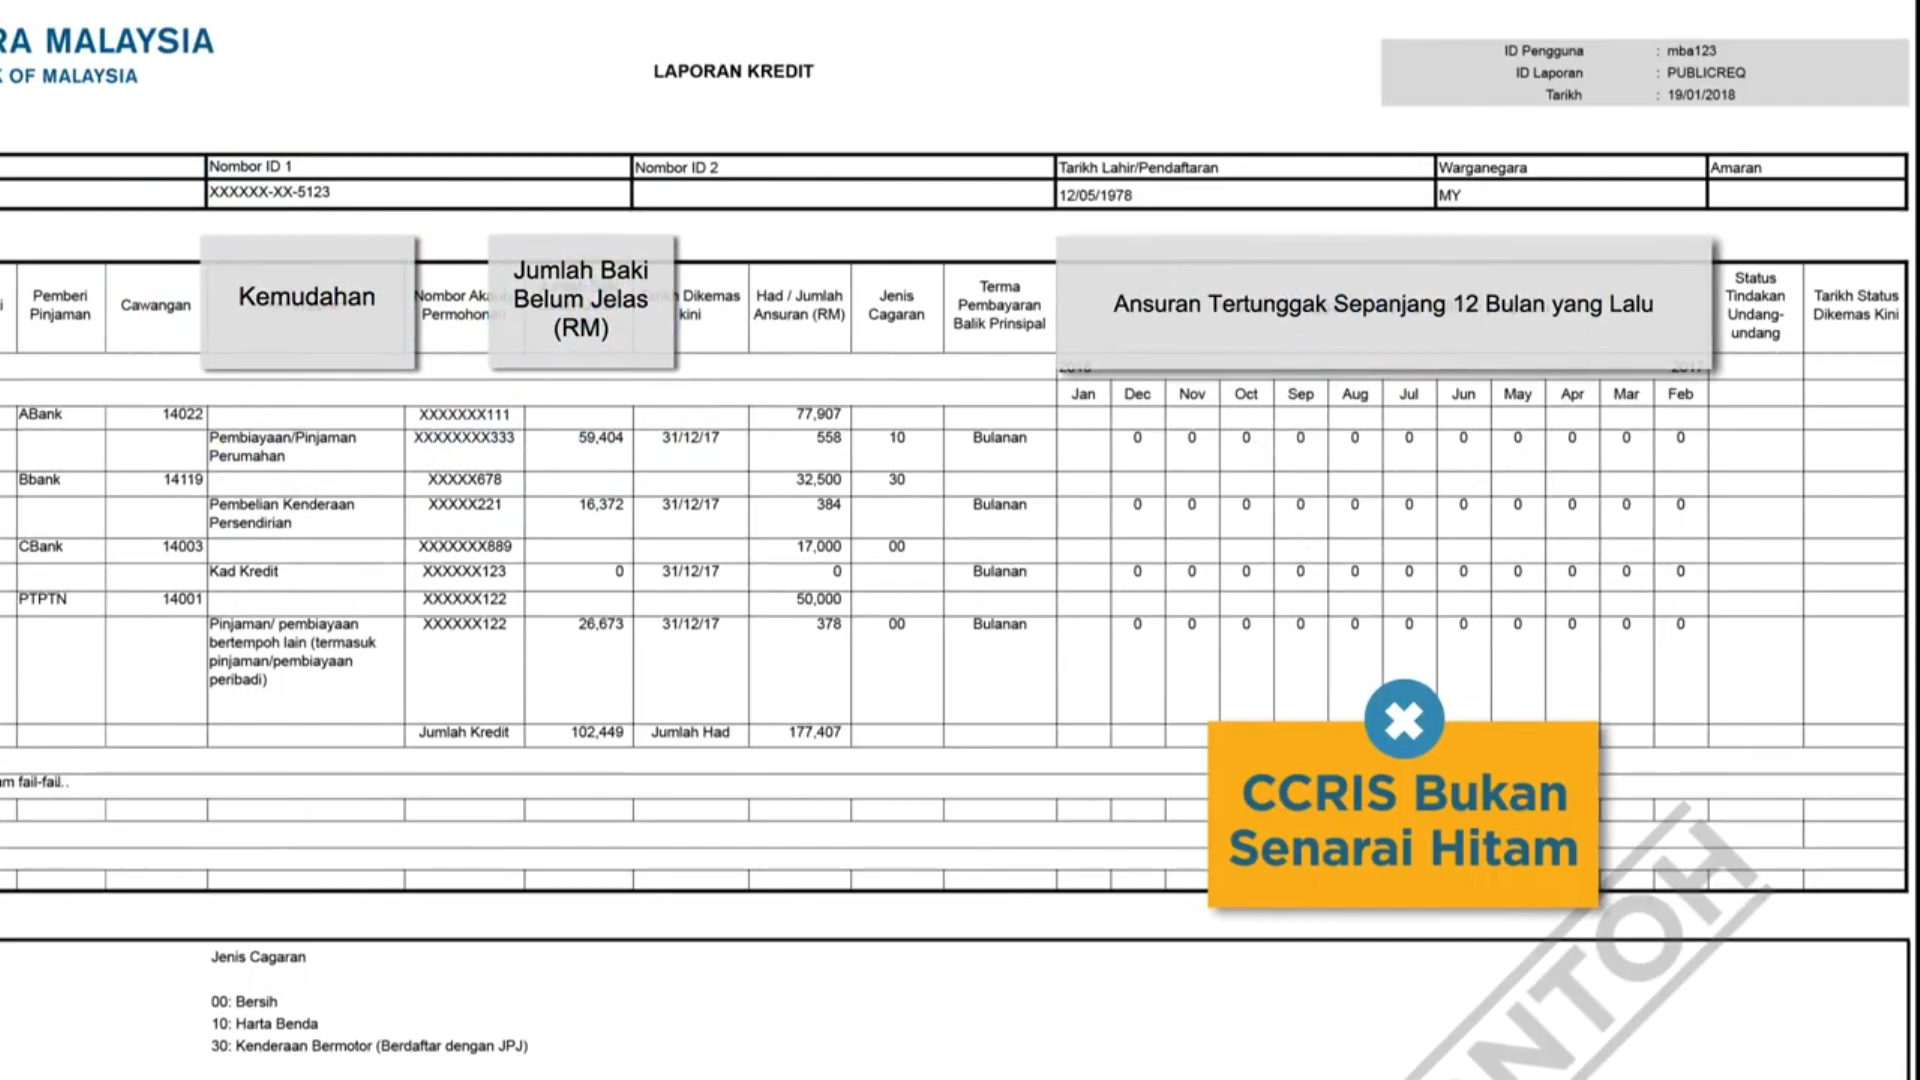 RA MALAYSIA
K OF MALAYSIA
LAPORAN KREDIT
ID Pengguna : mba123
ID Laporan : PUBLICREQ
Tarikh : 19/01/2018
Nombor ID 1 Nombor ID 2 Tarikh Lahir/Pendaftaran Warganegara Amaran
XXXXXX-XX-5123 12/05/1978 MY
Pemberi Pinjaman
Cawangan
Kemudahan
Nombor
Permohon
Jumlah Baki
Belum Jelas
(RM)
Dikemas
kini
Had / Jumlah
Ansuran (RM)
Jenis
Cagaran
Terma
Pembayaran
Balik Prinsipal
Ansuran Tertunggak Sepanjang 12 Bulan yang Lalu
Status
Tindakan
Undang-
undang
Tarikh Status
Dikemas Kini
2018 2017
Jan Dec Nov Oct Sep Aug Jul Jun May Apr Mar Feb
ABank 14022 XXXXXXX111 77,907
Pembiayaan/Pinjaman XXXXXXXX333 59,404 31/12/17 558 10 Bulanan 0 0 0 0 0 0 0 0 0 0 0
Perumahan
Bbank 14119 XXXXX678 32,500 30
Pembelian Kenderaan XXXXX221 16,372 31/12/17 384 Bulanan 0 0 0 0 0 0 0 0 0 0 0
Persendirian
CBank 14003 XXXXXXX889 17,000 00
Kad Kredit XXXXXX123 0 31/12/17 0 Bulanan 0 0 0 0 0 0 0 0 0 0 0
PTPTN 14001 XXXXXX122 50,000
Pinjaman/ pembiayaan XXXXXX122 26,673 31/12/17 378 00 Bulanan 0 0 0 0 0 0 0 0 0 0 0
bertempoh lain (termasuk
pinjaman/pembiayaan
peribadi)
Jumlah Kredit 102,449 Jumlah Had 177,407
m fail-fail..
CCRIS Bukan
Senarai Hitam
NTOH
Jenis Cagaran
00: Bersih
10: Harta Benda
30: Kenderaan Bermotor (Berdaftar dengan JPJ)